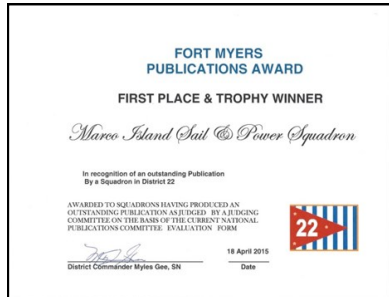 FORT MYERS
PUBLICATIONS AWARD
FIRST PLACE & TROPHY WINNER
Marco Island Sail & Power Squadron
In recognition of an outstanding Publication
By a Squadron in District 22
AWARDED TO SQUADRONS HAVING PRODUCED AN
OUTSTANDING PUBLICATION AS JUDGED BY A JUDGING
COMMITTEE ON THE BASIS OF THE CURRENT NATIONAL
PUBLICATIONS COMMITTEE EVALUATION FORM
22
18 April 2015
District Commander Myles Gee, SN Date